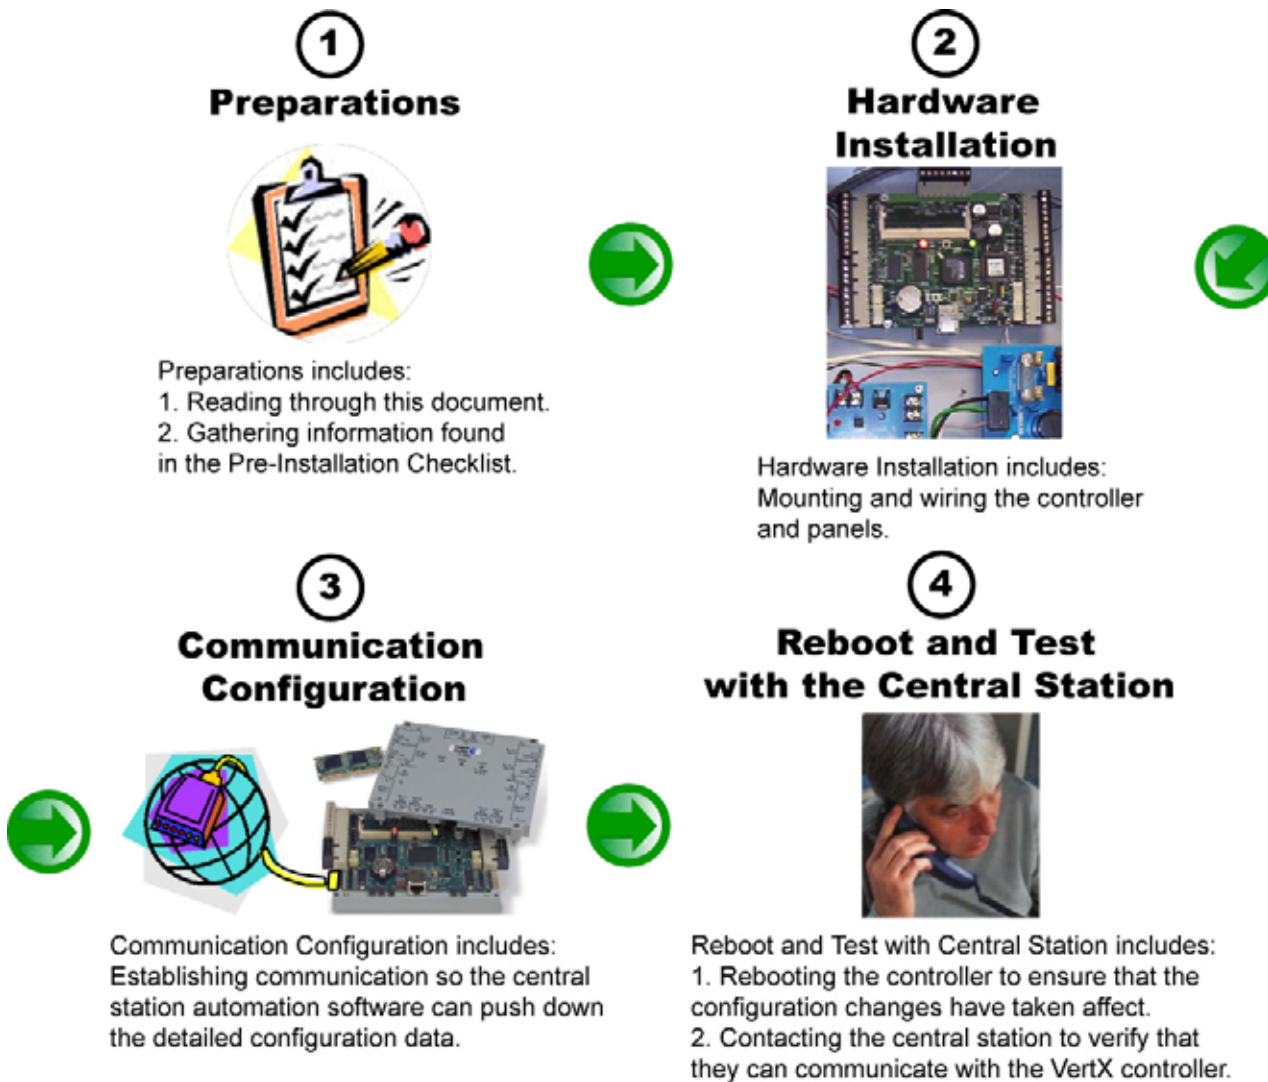 1
Preparations
Preparations includes:
1. Reading through this document.
2. Gathering information found
in the Pre-Installation Checklist.
2
Hardware
Installation
Hardware Installation includes:
Mounting and wiring the controller
and panels.
3
Communication
Configuration
Communication Configuration includes:
Establishing communication so the central
station automation software can push down
the detailed configuration data.
4
Reboot and Test
with the Central Station
Reboot and Test with Central Station includes:
1. Rebooting the controller to ensure that the
configuration changes have taken affect.
2. Contacting the central station to verify that
they can communicate with the VertX controller.